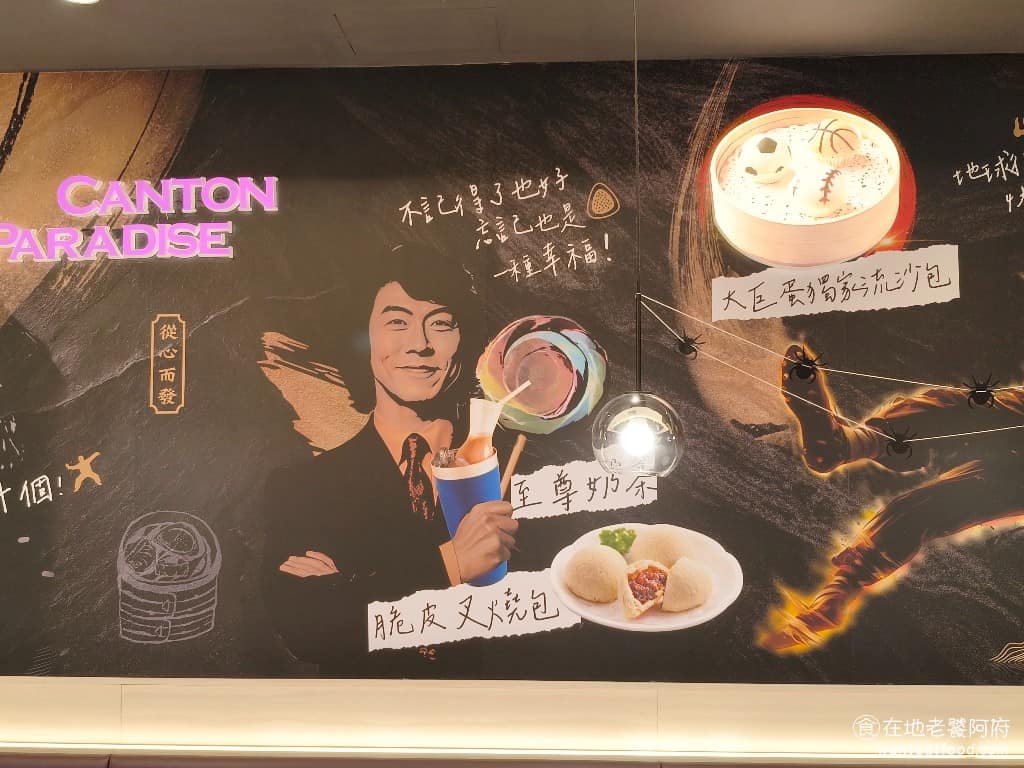 CANTON
PARADISE
從心而發
不記得了也好
忘記也是
一種幸福!
大巨蛋獨家流沙包
地球
個!
至尊奶茶
脆皮叉燒包
食在地老饕阿府